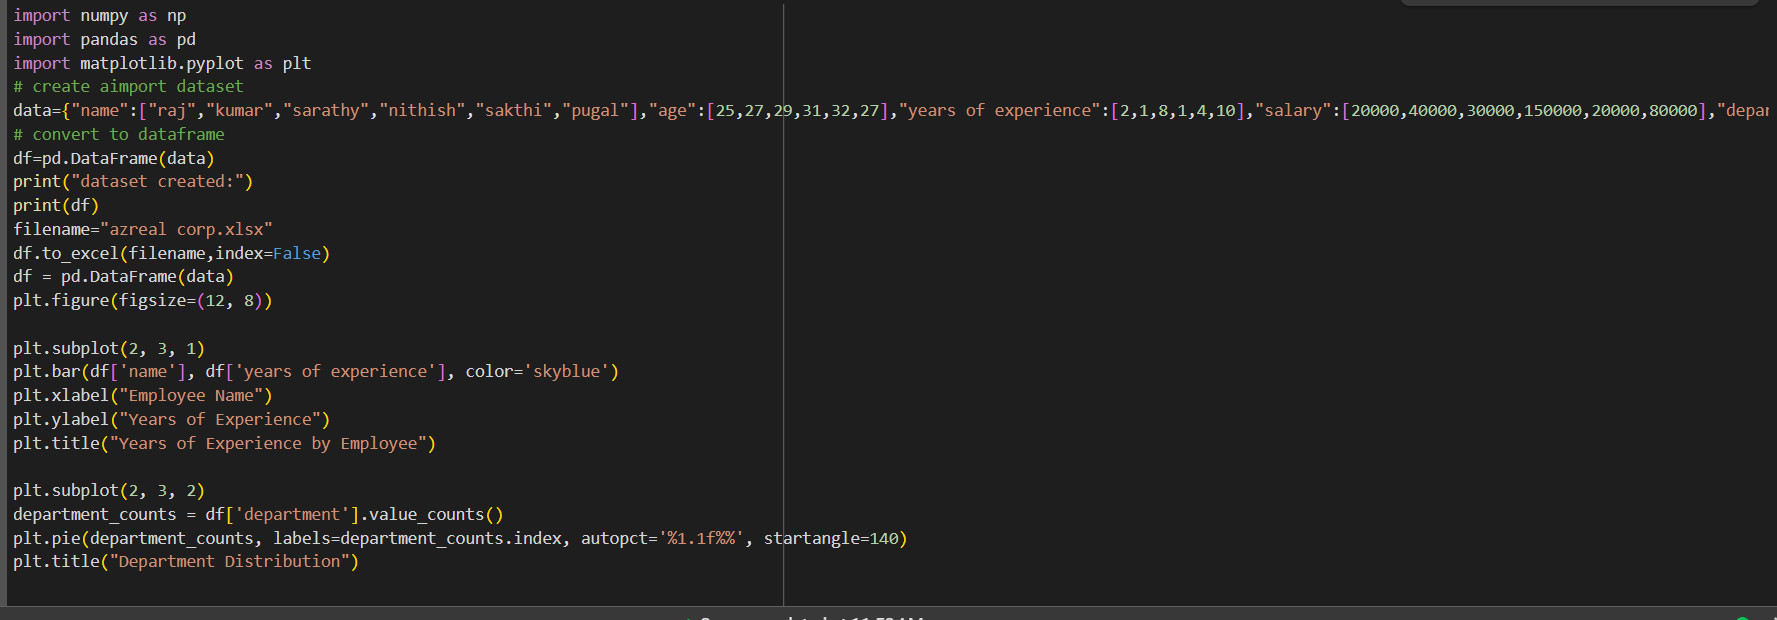 import numpy as np
import pandas as pd
import matplotlib.pyplot as plt
# create aimport dataset
data={"name":["raj","kumar","sarathy","nithish","sakthi","pugal"],"age":[25,27,29,31,32,27],"years of experience":[2,1,8,1,4,10],"salary":[20000,40000,30000,150000,20000,80000],"depar
# convert to dataframe
df=pd.DataFrame(data)
print("dataset created:")
print(df)
filename="azreal corp.xlsx"
df.to_excel(filename,index=False)
df = pd.DataFrame(data)
plt.figure(figsize=(12, 8))
plt.subplot(2, 3, 1)
plt.bar(df['name'], df['years of experience'], color='skyblue')
plt.xlabel("Employee Name")
plt.ylabel("Years of Experience")
plt.title("Years of Experience by Employee")
plt.subplot(2, 3, 2)
department_counts = df['department'].value_counts()
plt.pie(department_counts, labels=department_counts.index, autopct='%1.1f%%', startangle=140)
plt.title("Department Distribution")